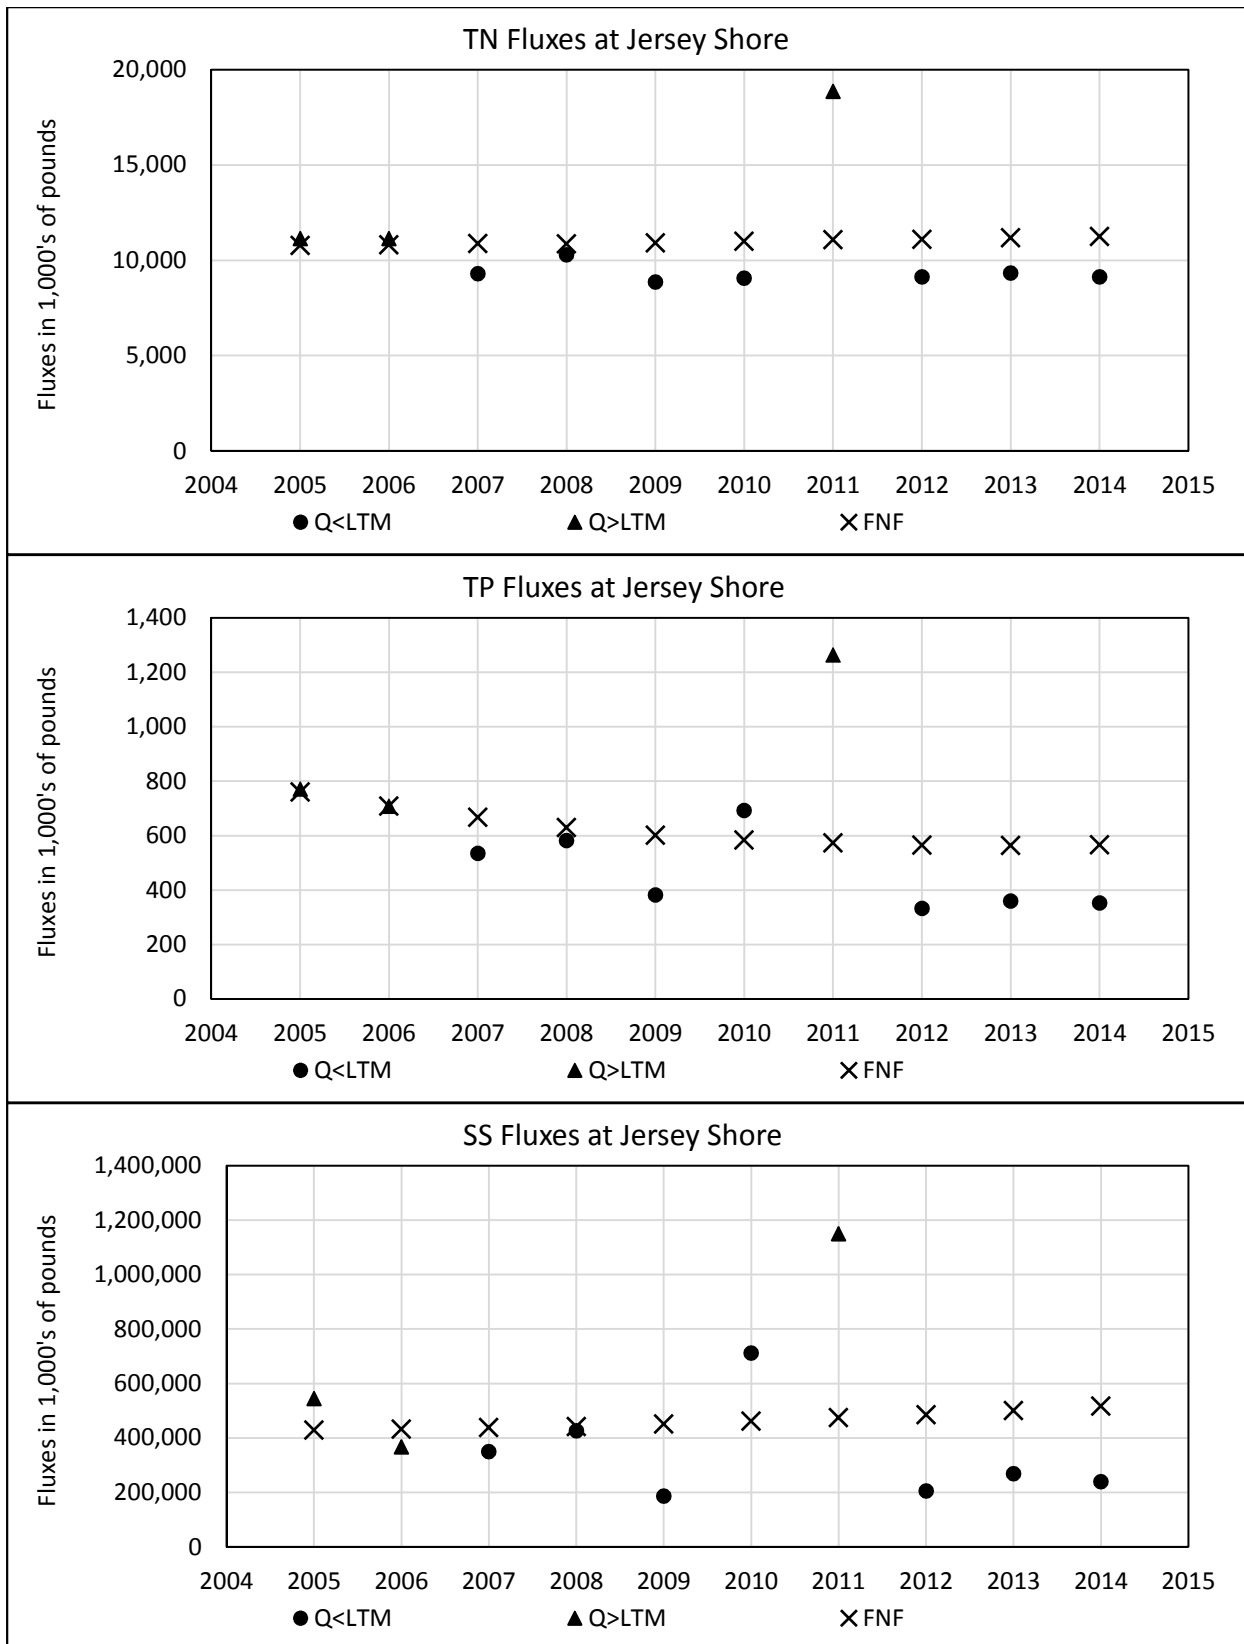 TN Fluxes at Jersey Shore
Fluxes in 1,000's of pounds
20,000
15,000
10,000
5,000
0
2004 2005 2006 2007 2008 2009 2010 2011 2012 2013 2014 2015
Q<LTM Q>LTM FNF
TP Fluxes at Jersey Shore
Fluxes in 1,000's of pounds
1,400
1,200
1,000
800
600
400
200
0
2004 2005 2006 2007 2008 2009 2010 2011 2012 2013 2014 2015
Q<LTM Q>LTM FNF
SS Fluxes at Jersey Shore
Fluxes in 1,000's of pounds
1,400,000
1,200,000
1,000,000
800,000
600,000
400,000
200,000
0
2004 2005 2006 2007 2008 2009 2010 2011 2012 2013 2014 2015
Q<LTM Q>LTM FNF